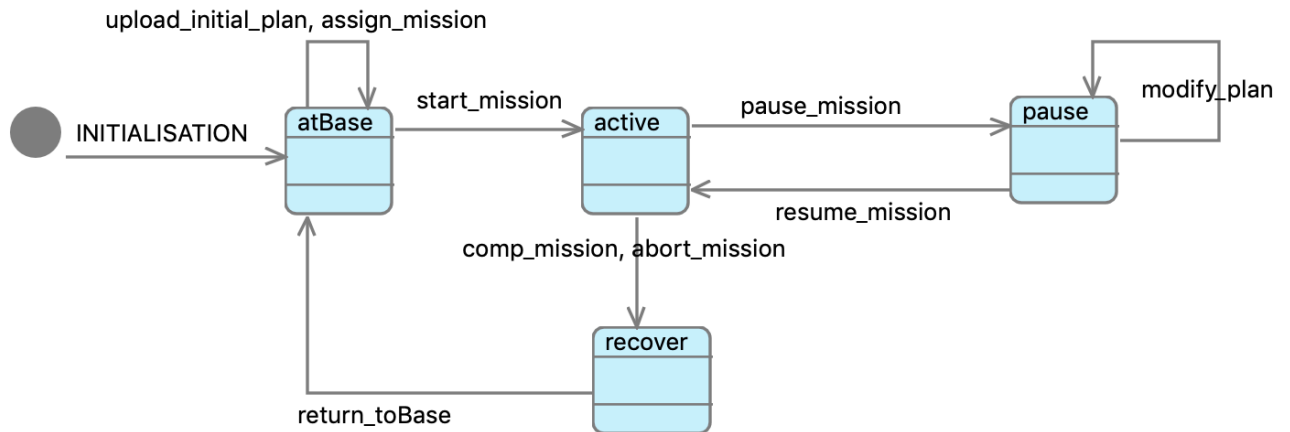 upload_initial_plan, assign_mission
INITIALISATION
atBase
start_mission
active
pause_mission
pause
modify_plan
resume_mission
comp_mission, abort_mission
recover
return_toBase